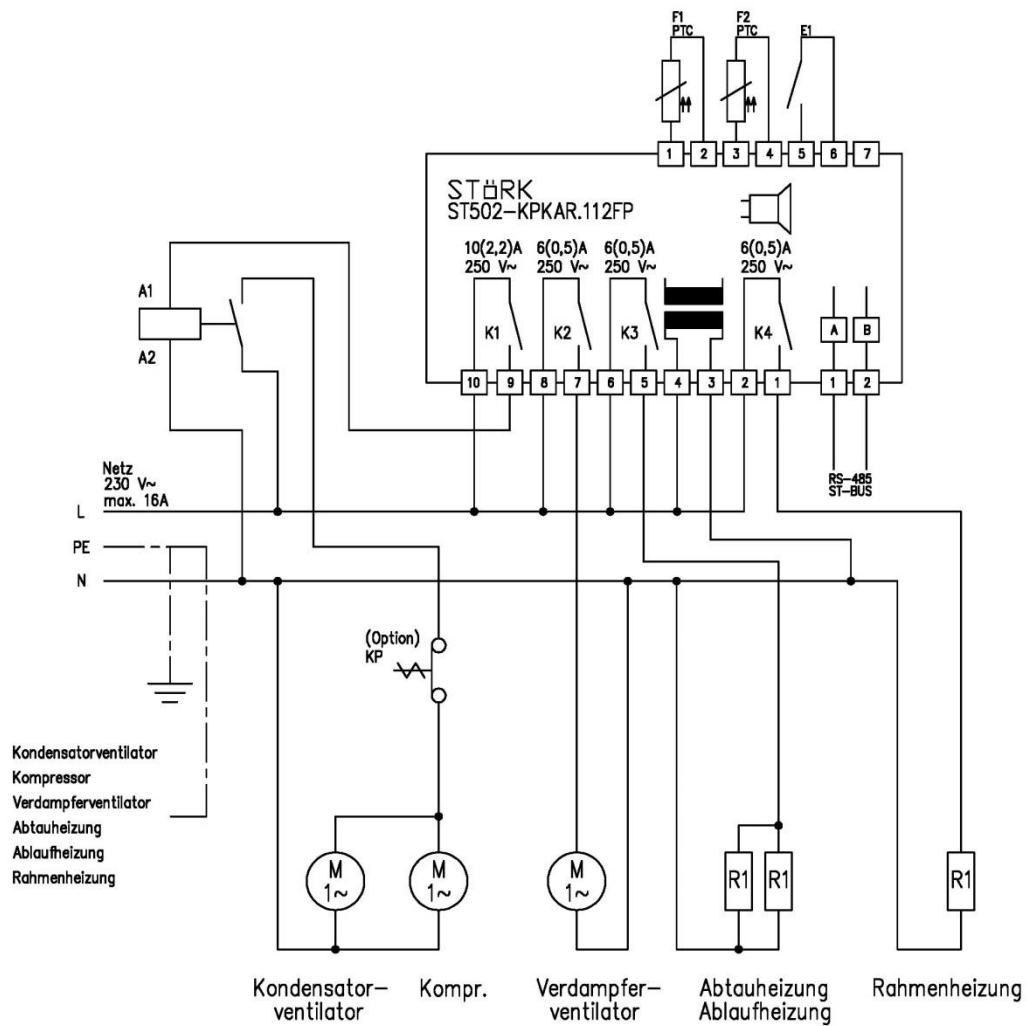 F1
PTC
F2
PTC
E1
1 2 3 4 5 6 7
STöRK
ST502-KPKAR.112FP
10(2,2)A
250 V~
6(0,5)A
250 V~
6(0,5)A
250 V~
6(0,5)A
250 V~
A1
A2
K1
K2
K3
K4
A B
10 9 8 7 6 5 4 3 2 1
1 2
RS-485
ST-BUS
Netz
230 V~
max. 16A
L
PE
N
(Option)
KP
Kondensatorventilator
Kompressor
Verdampferventilator
Abtauheizung
Ablaufheizung
Rahmenheizung
M
1~
M
1~
M
1~
R1
R1
R1
Kondensator-
ventilator
Kompr.
Verdampfer-
ventilator
Abtauheizung
Ablaufheizung
Rahmenheizung